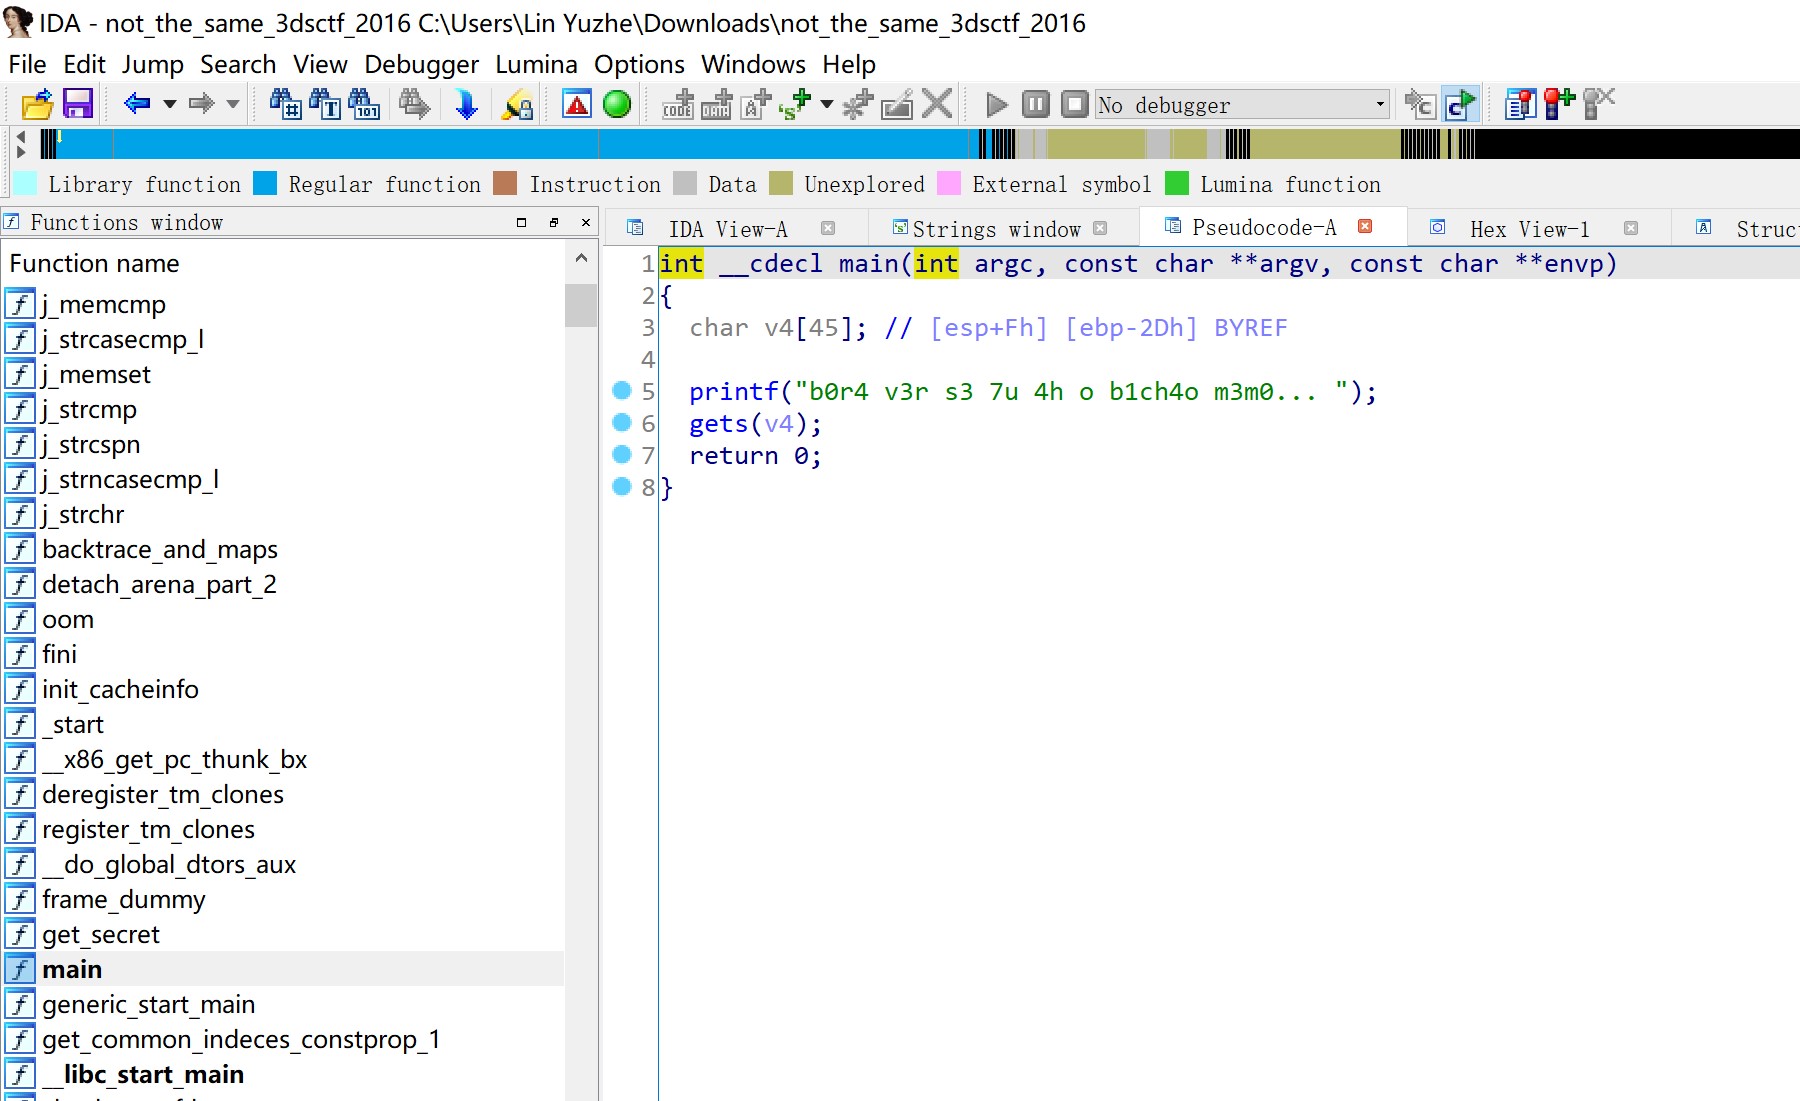 IDA - not_the_same_3dsctf_2016 C:\Users\Lin Yuzhe\Downloads\not_the_same_3dsctf_2016
File Edit Jump Search View Debugger Lumina Options Windows Help
No debugger
Library function Regular function Instruction Data Unexplored External symbol Lumina function
Functions window
IDA View-A Strings window Pseudocode-A Hex View-1 Struc
Function name
j_memcmp
j_strcasecmp_l
j_memset
j_strcmp
j_strcspn
j_strncasecmp_l
j_strchr
backtrace_and_maps
detach_arena_part_2
oom
fini
init_cacheinfo
_start
__x86_get_pc_thunk_bx
deregister_tm_clones
register_tm_clones
__do_global_dtors_aux
frame_dummy
get_secret
main
generic_start_main
get_common_indeces_constprop_1
__libc_start_main
1 int __cdecl main(int argc, const char **argv, const char **envp)
2 {
3 char v4[45]; // [esp+Fh] [ebp-2Dh] BYREF
4
5 printf("b0r4 v3r s3 7u 4h o b1ch4o m3m0... ");
6 gets(v4);
7 return 0;
8 }